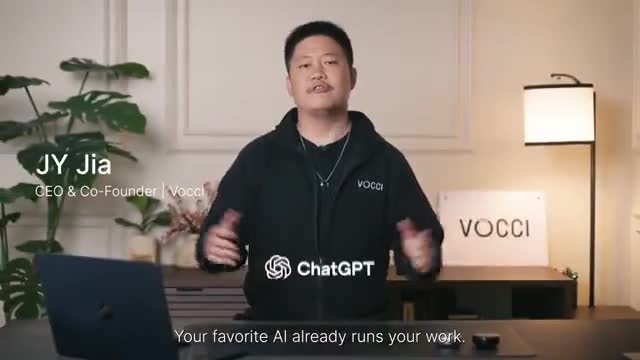 JY Jia
CEO & Co-Founder | Vocci
VOCCI
VOCCI
ChatGPT
Your favorite AI already runs your work.